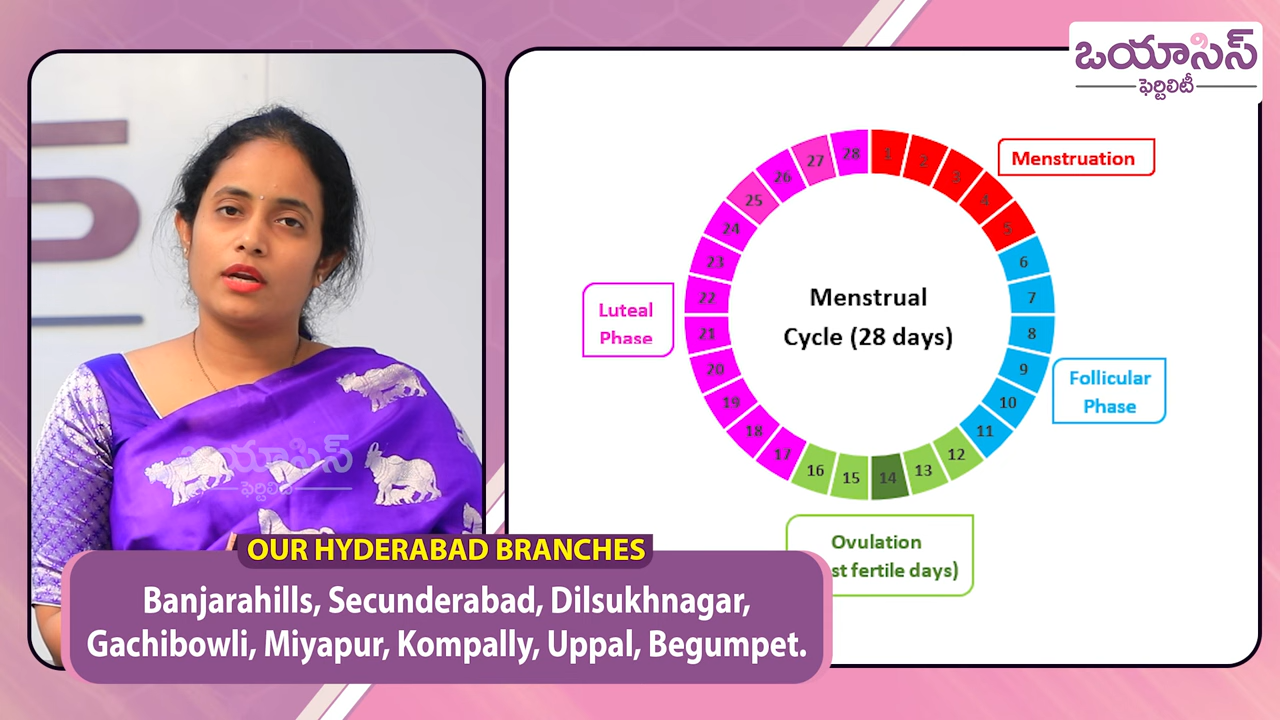 ఒయాసిస్
ఫెర్టిలిటీ
28
1
2
3
4
5
6
7
8
9
10
11
12
13
14
15
16
17
18
19
20
21
22
23
24
25
26
27
Menstruation
Menstrual
Cycle (28 days)
Luteal
Phase
Follicular
Phase
Ovulation
fertile days)
ఒయాసిస్
ఫెర్టిలిటీ
OUR HYDERABAD BRANCHES
Banjarahills, Secunderabad, Dilsukhnagar,
Gachibowli, Miyapur, Kompally, Uppal, Begumpet.